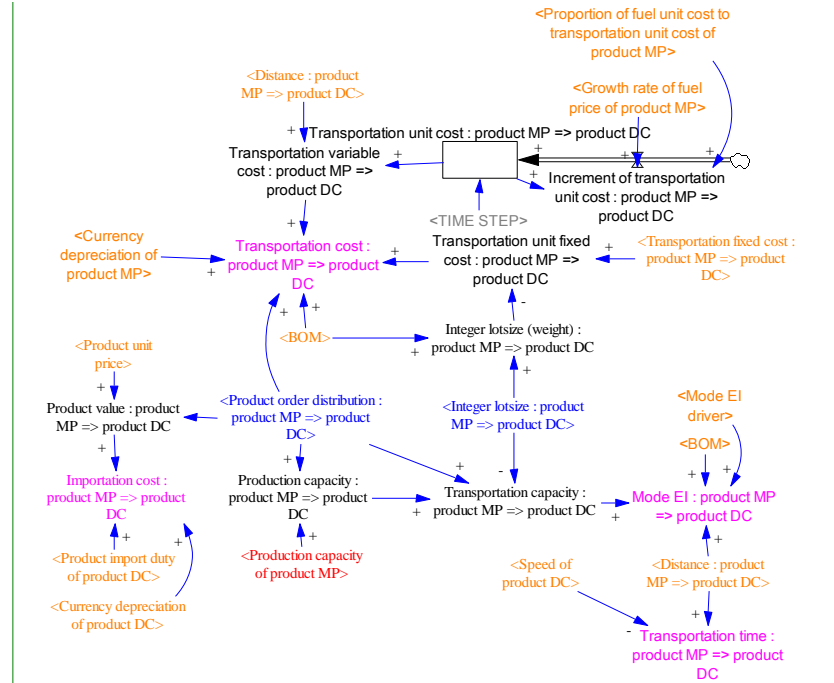 <Proportion of fuel unit cost to
transportation unit cost of
product MP>
<Distance : product
MP => product DC>
<Growth rate of fuel
price of product MP>
Transportation unit cost : product MP => product DC
Transportation variable
cost : product MP =>
product DC
Increment of transportation
unit cost : product MP =>
product DC
<TIME STEP>
<Currency
depreciation of
product MP>
Transportation cost :
product MP => product
DC
Transportation unit fixed
cost : product MP =>
product DC
<Transportation fixed cost :
product MP => product
DC>
<BOM>
Integer lotsize (weight) :
product MP => product DC
<Product unit
price>
Product value : product
MP => product DC
<Product order distribution :
product MP => product
DC>
<Integer lotsize : product
MP => product DC>
<Mode EI
driver>
<BOM>
Importation cost :
product MP => product
DC
Production capacity :
product MP => product
DC
Transportation capacity :
product MP => product DC
Mode EI : product MP
=> product DC
<Product import duty
of product DC>
<Production capacity
of product MP>
<Speed of
product DC>
<Distance : product
MP => product DC>
<Currency depreciation
of product DC>
Transportation time :
product MP => product
DC